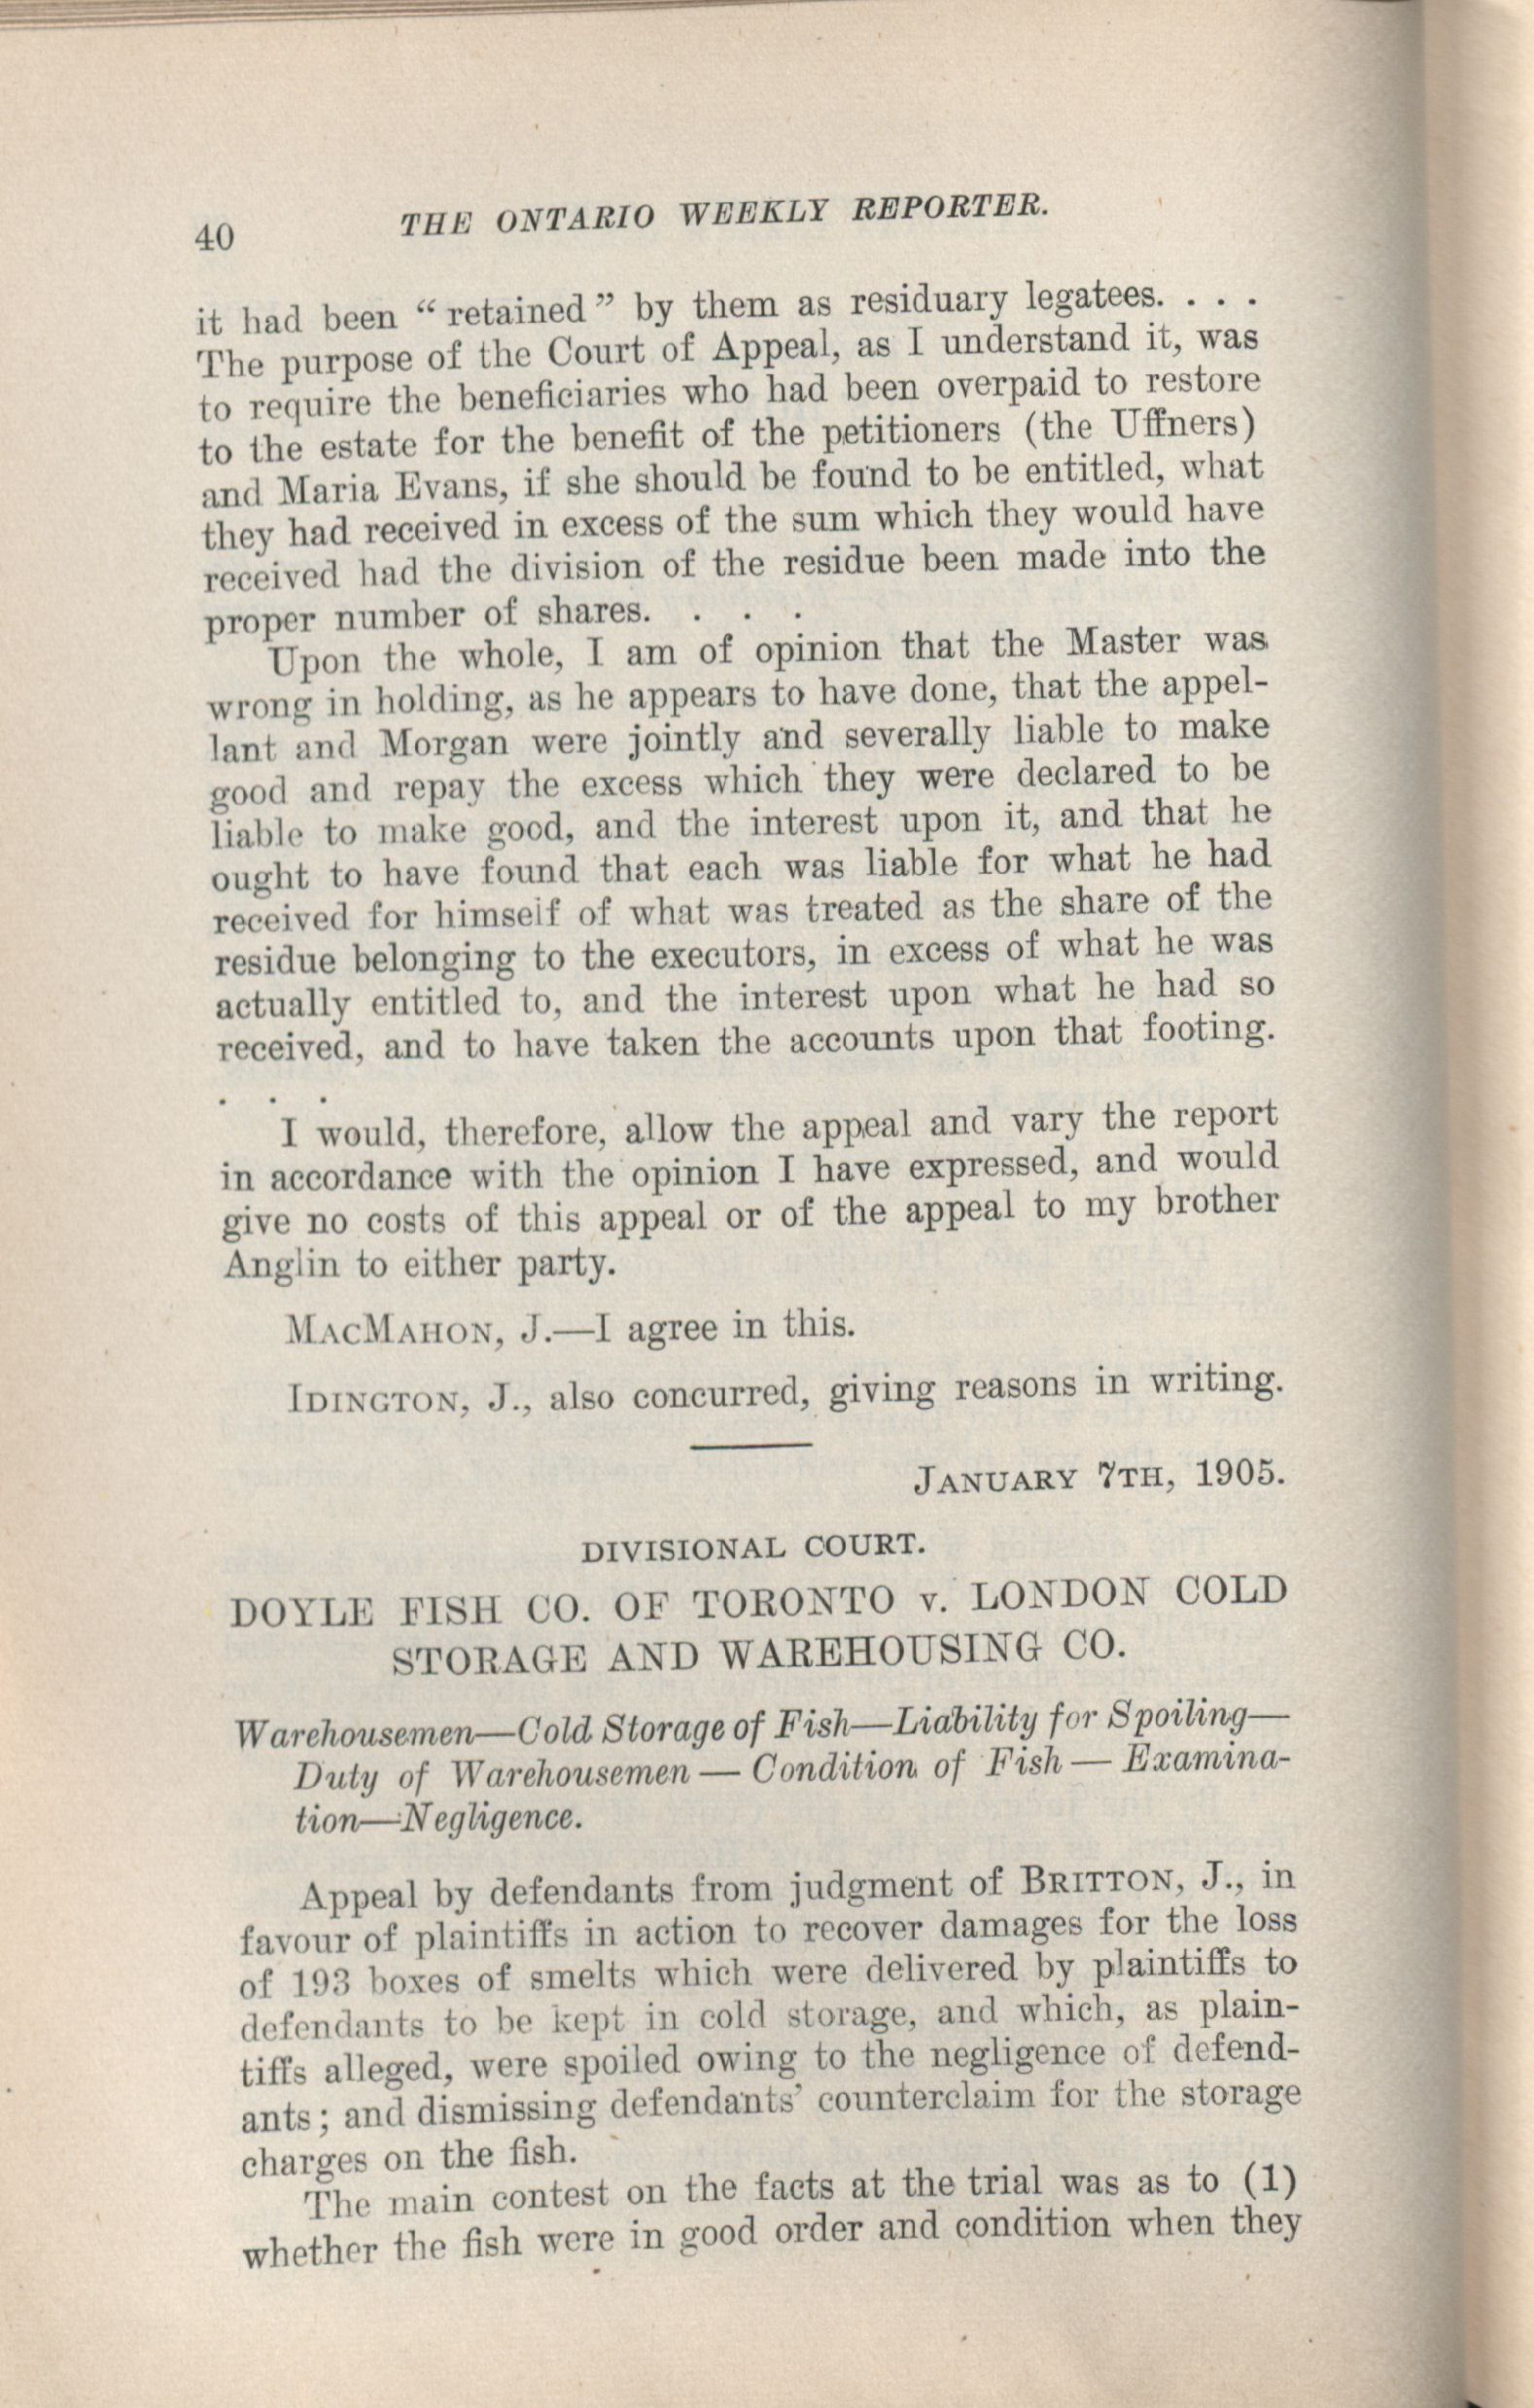 40
THE ONTARIO WEEKLY REPORTER.
it had been “retained” by them as residuary legatees. . . .
The purpose of the Court of Appeal, as I understand it, was
to require the beneficiaries who had been overpaid to restore
to the estate for the benefit of the petitioners (the Uffners)
and Maria Evans, if she should be found to be entitled, what
they had received in excess of the sum which they would have
received had the division of the residue been made into the
proper number of shares. . . .
Upon the whole, I am of opinion that the Master was
wrong in holding, as he appears to have done, that the appel-
lant and Morgan were jointly and severally liable to make
good and repay the excess which they were declared to be
liable to make good, and the interest upon it, and that he
ought to have found that each was liable for what he had
received for himself of what was treated as the share of the
residue belonging to the executors, in excess of what he was
actually entitled to, and the interest upon what he had so
received, and to have taken the accounts upon that footing.
. . .
I would, therefore, allow the appeal and vary the report
in accordance with the opinion I have expressed, and would
give no costs of this appeal or of the appeal to my brother
Anglin to either party.
MACMAHON, J.—I agree in this.
IDINGTON, J., also concurred, giving reasons in writing.
JANUARY 7TH, 1905.
DIVISIONAL COURT.
DOYLE FISH CO. OF TORONTO v. LONDON COLD
STORAGE AND WAREHOUSING CO.
Warehousemen—Cold Storage of Fish—Liability for Spoiling—
Duty of Warehousemen — Condition of Fish — Examina-
tion—Negligence.
Appeal by defendants from judgment of BRITTON, J., in
favour of plaintiffs in action to recover damages for the loss
of 193 boxes of smelts which were delivered by plaintiffs to
defendants to be kept in cold storage, and which, as plain-
tiffs alleged, were spoiled owing to the negligence of defend-
ants; and dismissing defendants’ counterclaim for the storage
charges on the fish.
The main contest on the facts at the trial was as to (1)
whether the fish were in good order and condition when they